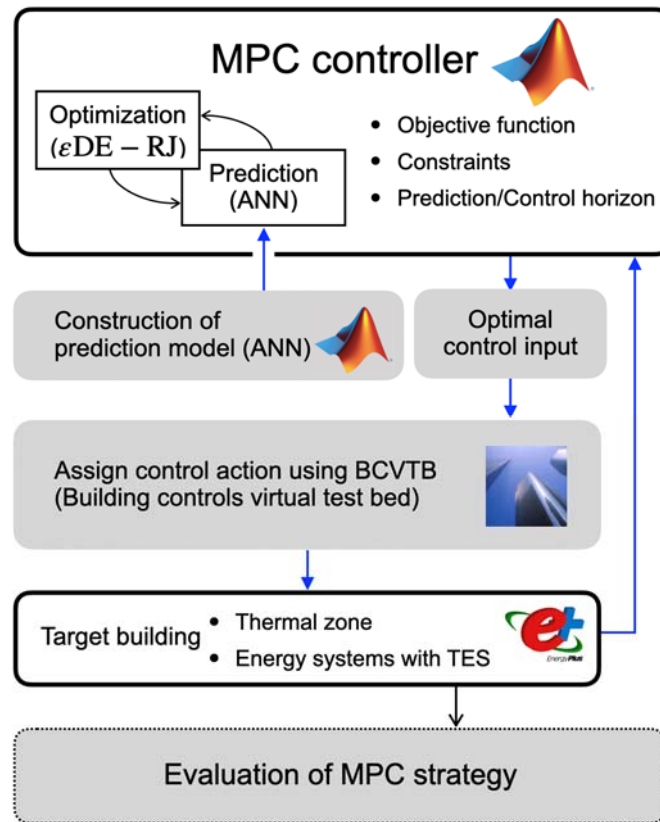 MPC controller
Optimization
(εDE − RJ)
Prediction
(ANN)
• Objective function
• Constraints
• Prediction/Control horizon
Construction of
prediction model (ANN)
Optimal
control input
Assign control action using BCVTB
(Building controls virtual test bed)
Target building
• Thermal zone
• Energy systems with TES
e+
EnergyPlus
Evaluation of MPC strategy